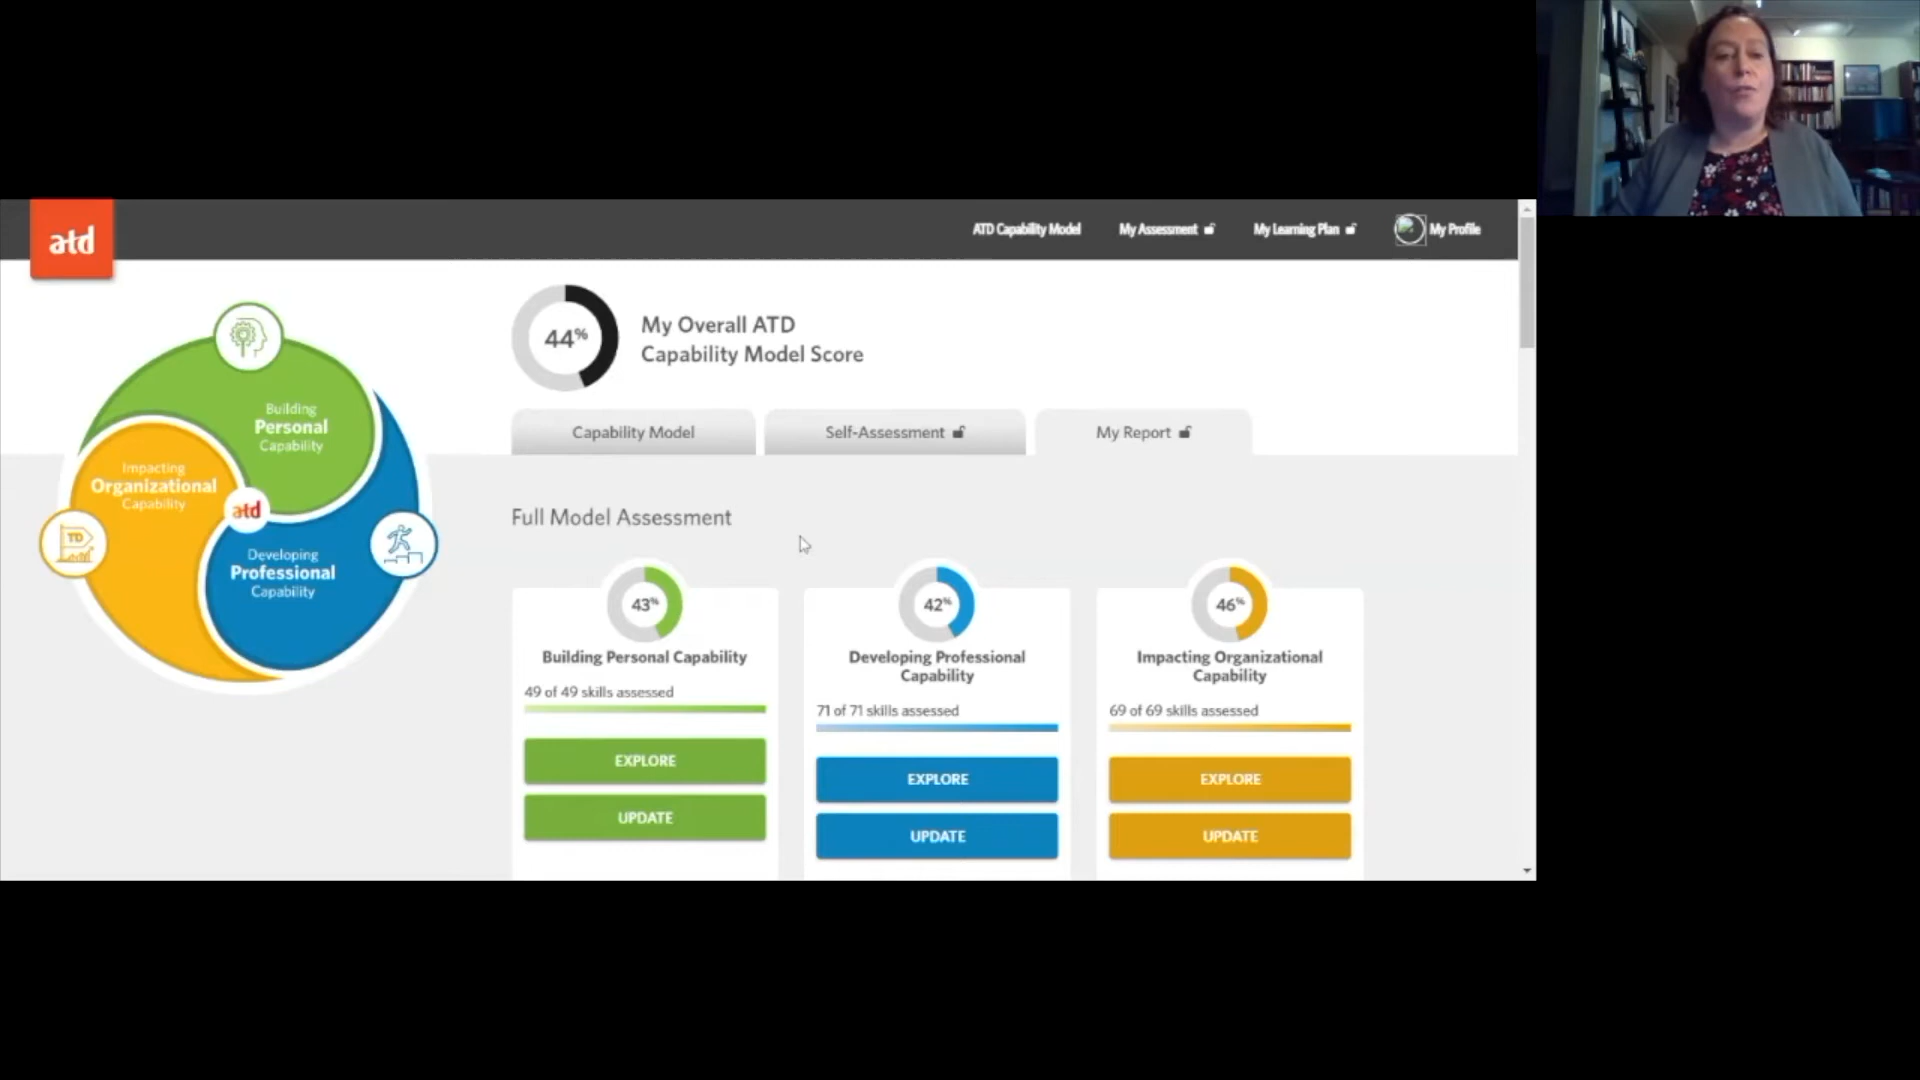 atd
ATD Capability Model
My Assessment
My Learning Plan
My Profile
44%
My Overall ATD
Capability Model Score
Capability Model
Self-Assessment
My Report
Building
Personal
Capability
Impacting
Organizational
Capability
atd
TD
Developing
Professional
Capability
Full Model Assessment
43%
Building Personal Capability
49 of 49 skills assessed
EXPLORE
UPDATE
42%
Developing Professional
Capability
71 of 71 skills assessed
EXPLORE
UPDATE
46%
Impacting Organizational
Capability
69 of 69 skills assessed
EXPLORE
UPDATE